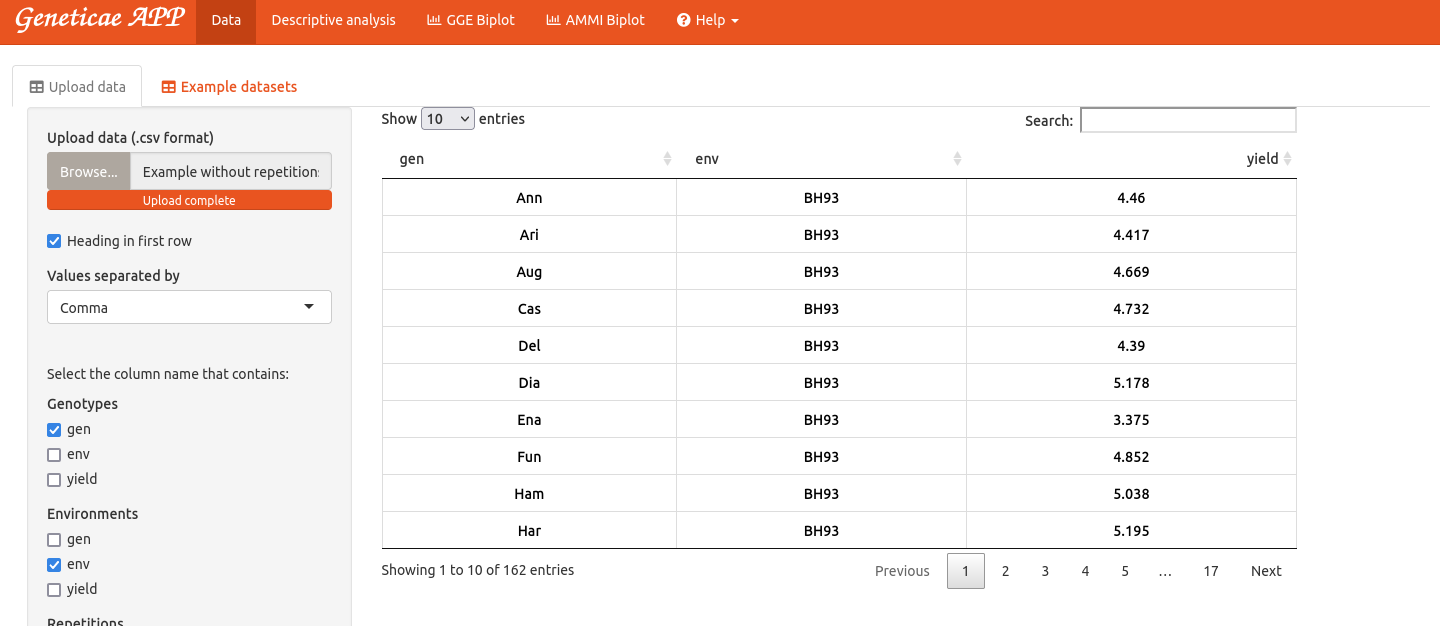 Geneticae APP Data Descriptive analysis GGE Biplot AMMI Biplot Help
Upload data Example datasets
Upload data (.csv format)
Browse... Example without repetitions
Upload complete
Heading in first row
Values separated by
Comma
Select the column name that contains:
Genotypes
gen
env
yield
Environments
gen
env
yield
Repetitions
Show 10 entries Search:
gen env yield
Ann BH93 4.46
Ari BH93 4.417
Aug BH93 4.669
Cas BH93 4.732
Del BH93 4.39
Dia BH93 5.178
Ena BH93 3.375
Fun BH93 4.852
Ham BH93 5.038
Har BH93 5.195
Showing 1 to 10 of 162 entries Previous 1 2 3 4 5 … 17 Next